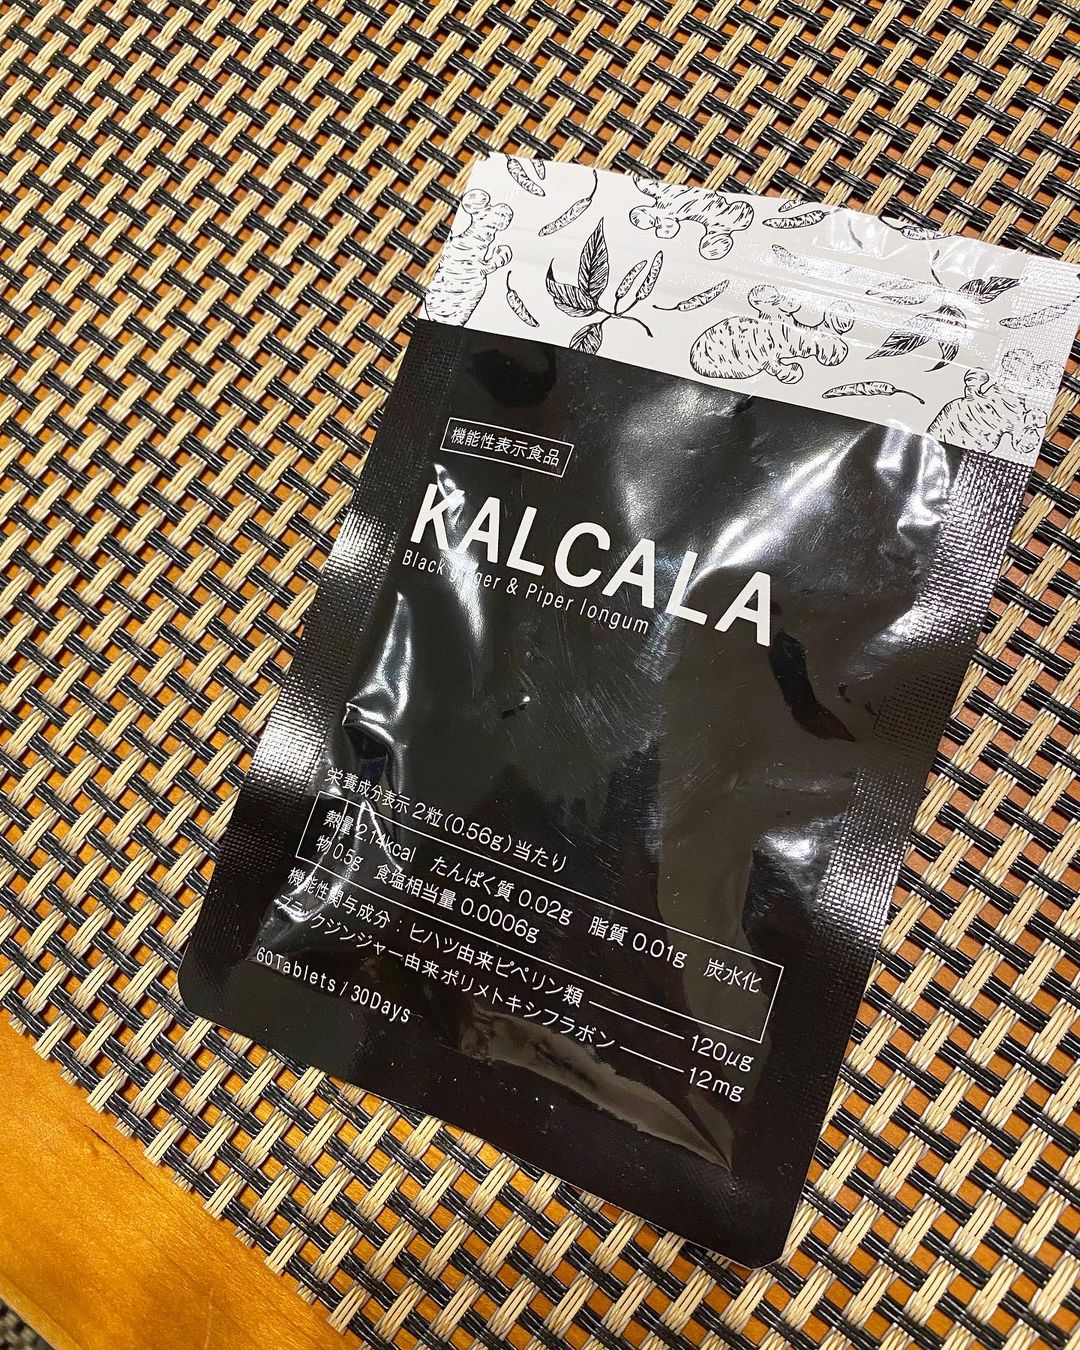 機能性表示食品
KALCALA
Black Ginger & Piper longum
栄養成分表示 2粒(0.56g)当たり
熱量2.14kcal たんぱく質 0.02g 脂質 0.01g 炭水化
物0.5g 食塩相当量 0.0006g
機能性関与成分:ヒハツ由来ピペリン類 ―― 120μg
ブラックジンジャー由来ポリメトキシフラボン ―― 12mg
60Tablets / 30Days